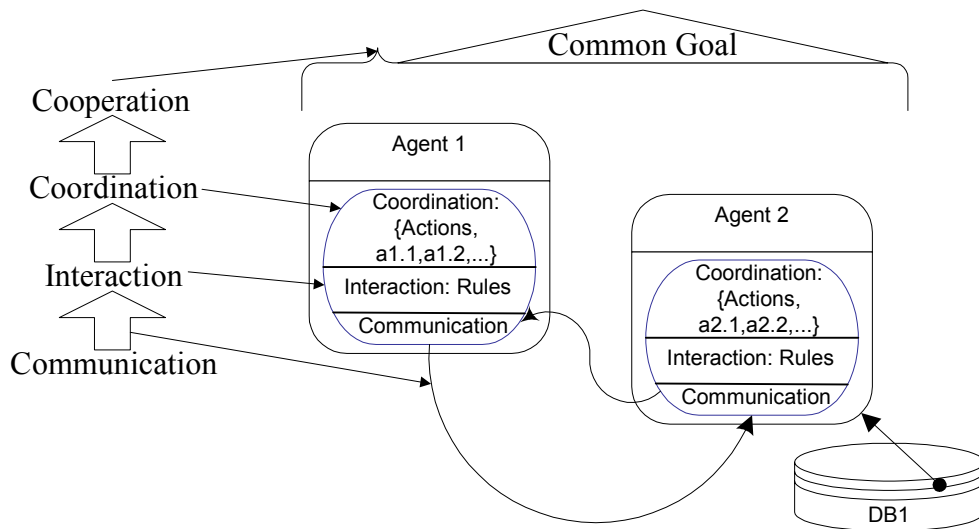 Common Goal
Cooperation
Coordination
Interaction
Communication
Agent 1
Coordination:
{Actions,
a1.1,a1.2,...}
Interaction: Rules
Communication
Agent 2
Coordination:
{Actions,
a2.1,a2.2,...}
Interaction: Rules
Communication
DB1